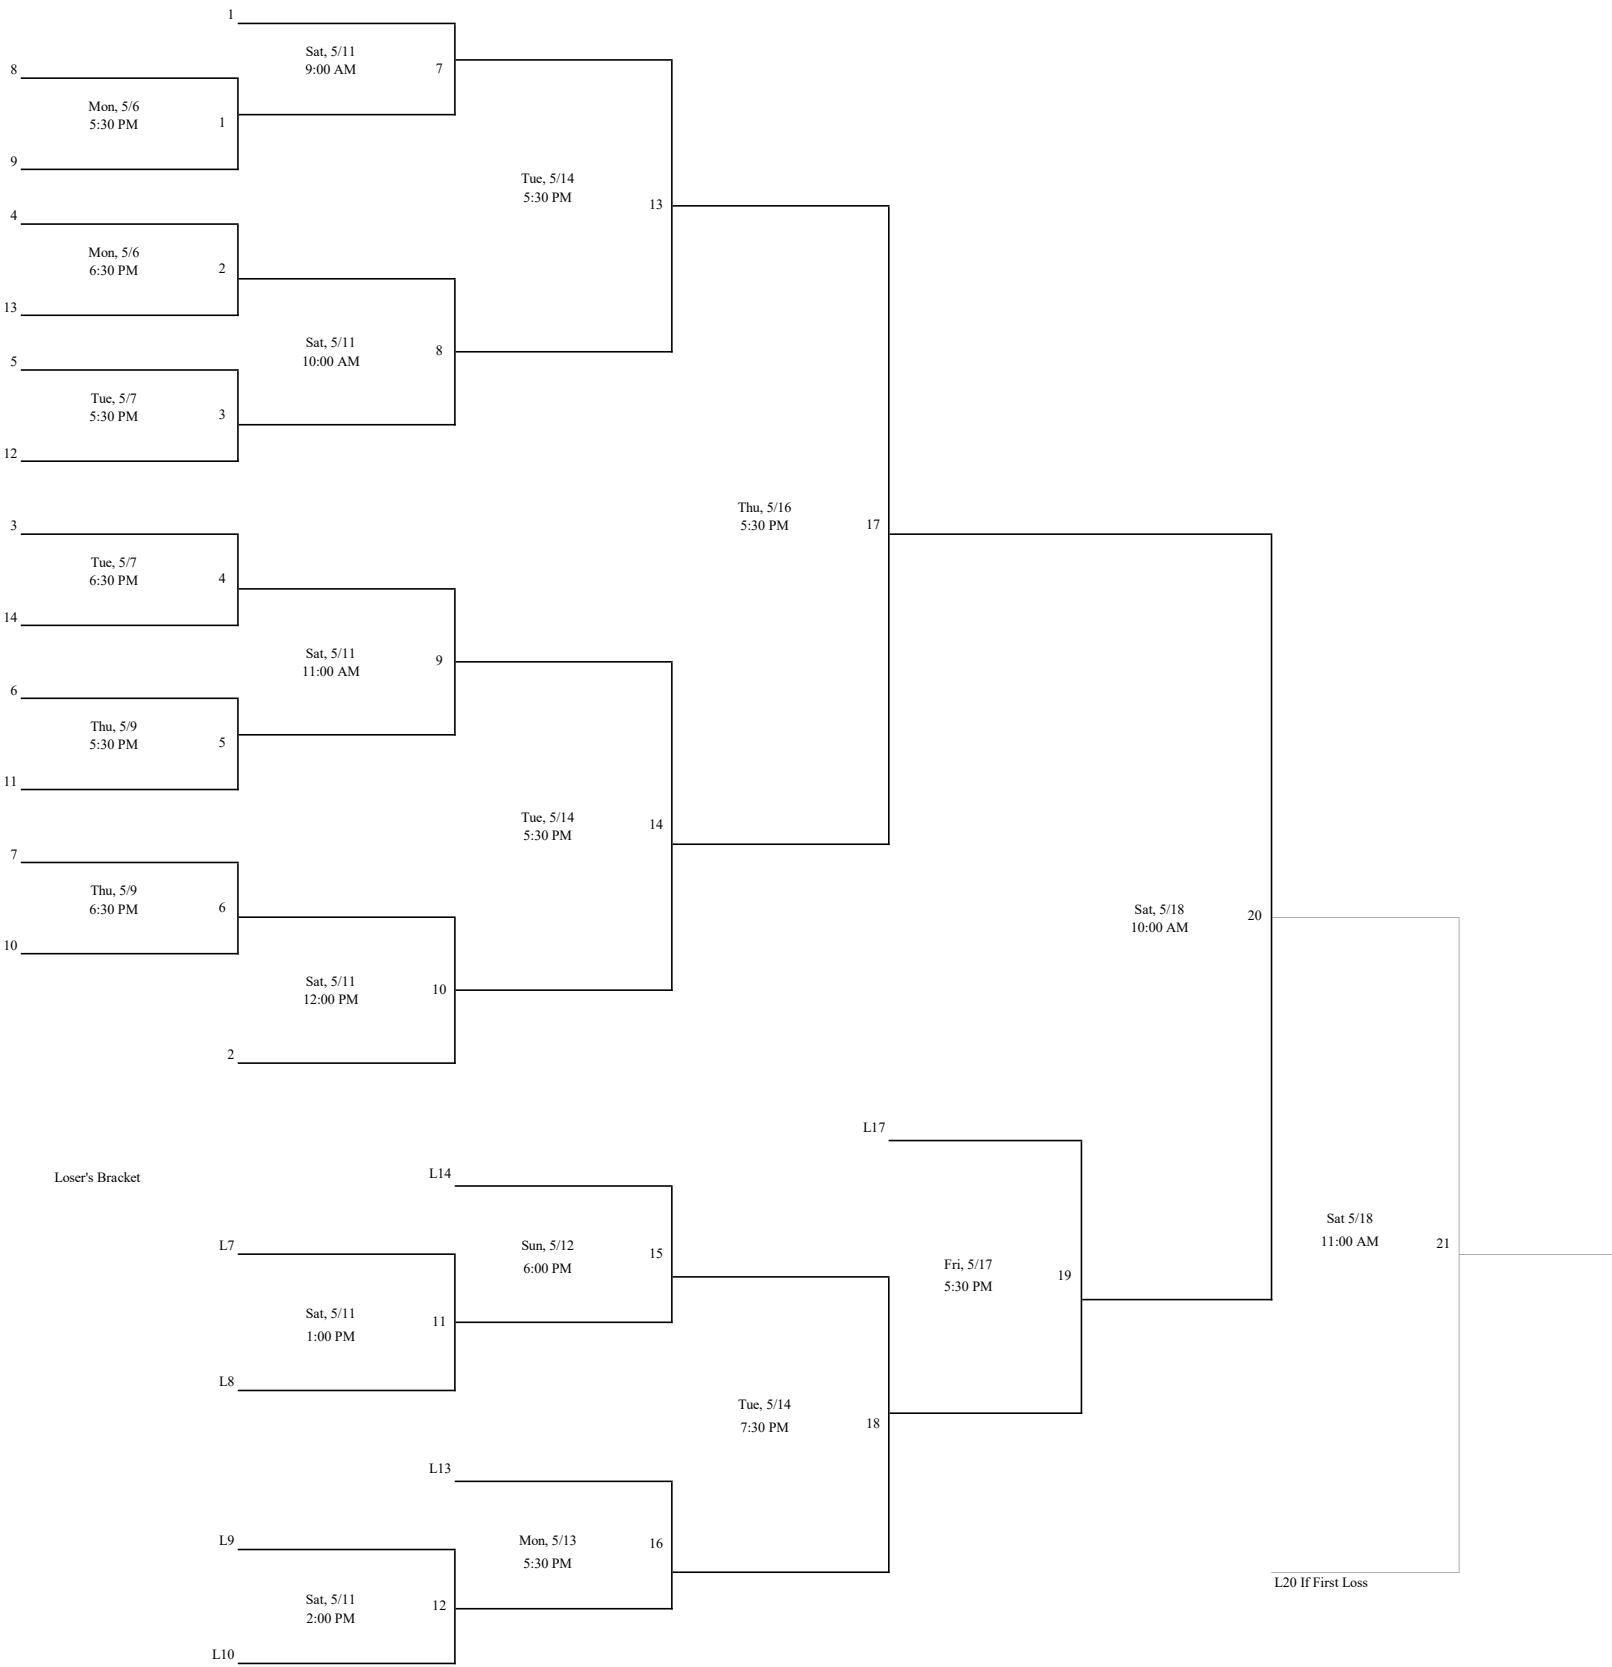 1
Sat, 5/11
9:00 AM
7
8
Mon, 5/6
5:30 PM
1
9
Tue, 5/14
5:30 PM
13
4
Mon, 5/6
6:30 PM
2
13
Sat, 5/11
10:00 AM
8
5
Tue, 5/7
5:30 PM
3
12
Thu, 5/16
5:30 PM
17
3
Tue, 5/7
6:30 PM
4
14
Sat, 5/11
11:00 AM
9
6
Thu, 5/9
5:30 PM
5
11
Tue, 5/14
5:30 PM
14
7
Thu, 5/9
6:30 PM
6
10
Sat, 5/18
10:00 AM
20
Sat, 5/11
12:00 PM
10
2
L17
Loser's Bracket
L14
L7
Sun, 5/12
6:00 PM
15
Sat 5/18
11:00 AM
21
Fri, 5/17
5:30 PM
19
Sat, 5/11
1:00 PM
11
L8
Tue, 5/14
7:30 PM
18
L13
L9
Mon, 5/13
5:30 PM
16
L20 If First Loss
Sat, 5/11
2:00 PM
12
L10